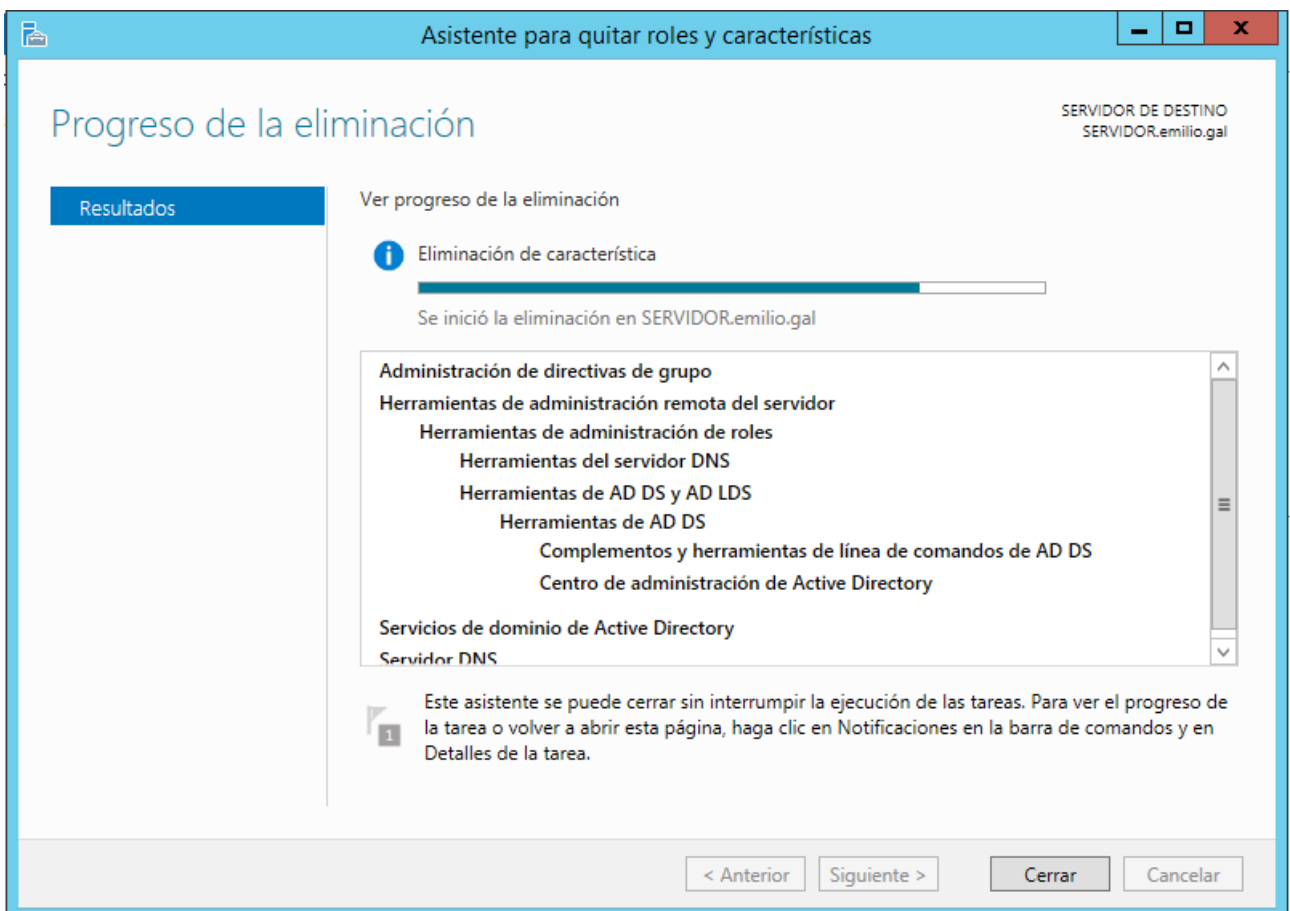 Asistente para quitar roles y características
Progreso de la eliminación
SERVIDOR DE DESTINO
SERVIDOR.emilio.gal
Resultados
Ver progreso de la eliminación
Eliminación de característica
Se inició la eliminación en SERVIDOR.emilio.gal
Administración de directivas de grupo
Herramientas de administración remota del servidor
Herramientas de administración de roles
Herramientas del servidor DNS
Herramientas de AD DS y AD LDS
Herramientas de AD DS
Complementos y herramientas de línea de comandos de AD DS
Centro de administración de Active Directory
Servicios de dominio de Active Directory
Servidor DNS
1
Este asistente se puede cerrar sin interrumpir la ejecución de las tareas. Para ver el progreso de
la tarea o volver a abrir esta página, haga clic en Notificaciones en la barra de comandos y en
Detalles de la tarea.
< Anterior
Siguiente >
Cerrar
Cancelar